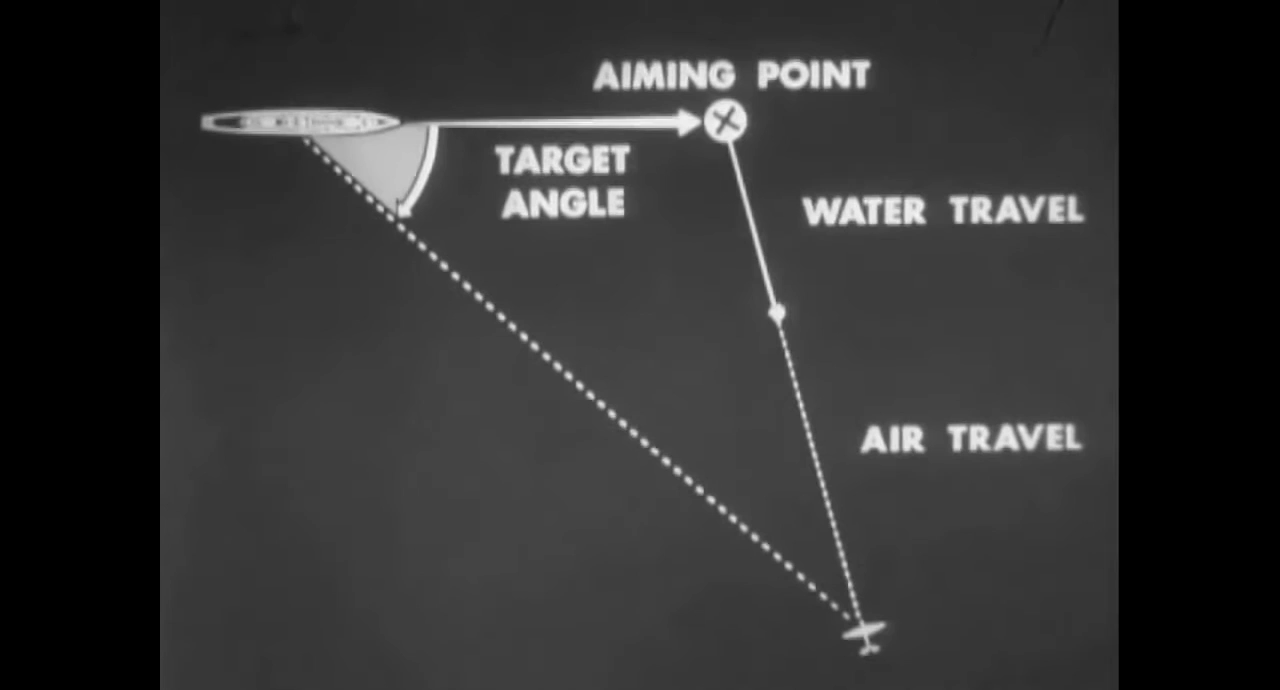 AIMING POINT
TARGET
ANGLE
WATER TRAVEL
AIR TRAVEL